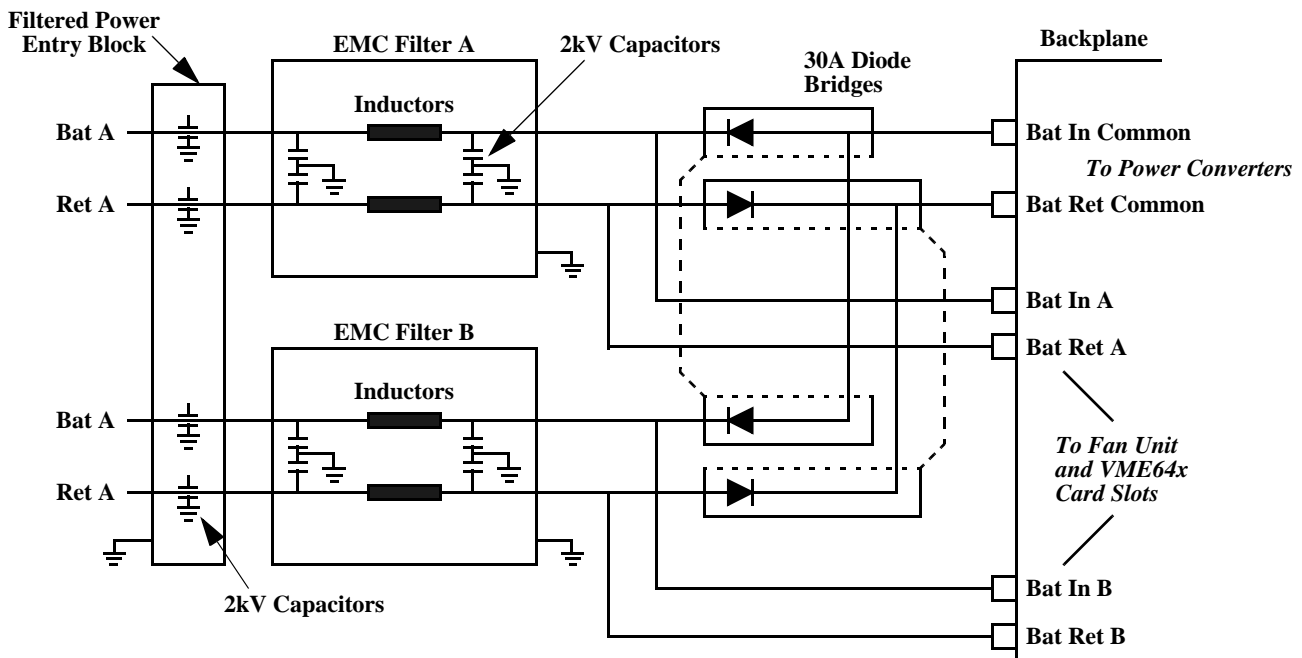 Filtered Power
Entry Block
EMC Filter A
2kV Capacitors
30A Diode
Bridges
Backplane
Inductors
Bat A
Bat In Common
To Power Converters
Ret A
Bat Ret Common
Bat In A
EMC Filter B
Bat Ret A
Inductors
Bat A
To Fan Unit
and VME64x
Card Slots
Ret A
2kV Capacitors
Bat In B
Bat Ret B